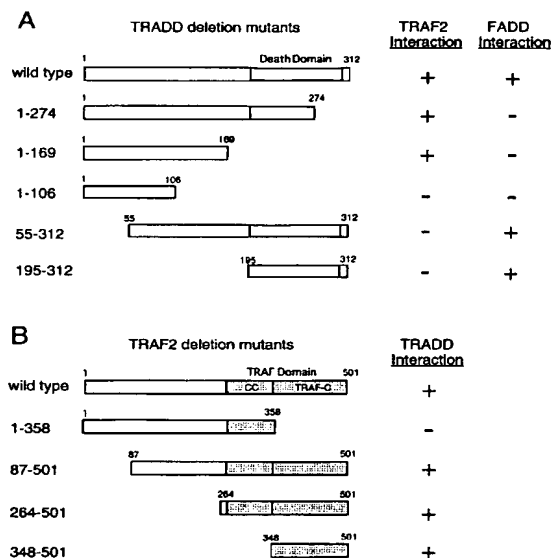 A
TRADD deletion mutants
TRAF2 Interaction
FADD Interaction
Death Domain
wild type 1 312 + +
1-274 1 274 + -
1-169 1 169 + -
1-106 1 106 - -
55-312 55 312 - +
195-312 195 312 - +
B
TRAF2 deletion mutants
TRADD Interaction
TRAF Domain
wild type 1 CC TRAF-C 501 +
1-358 1 358 -
87-501 87 501 +
264-501 264 501 +
348-501 348 501 +